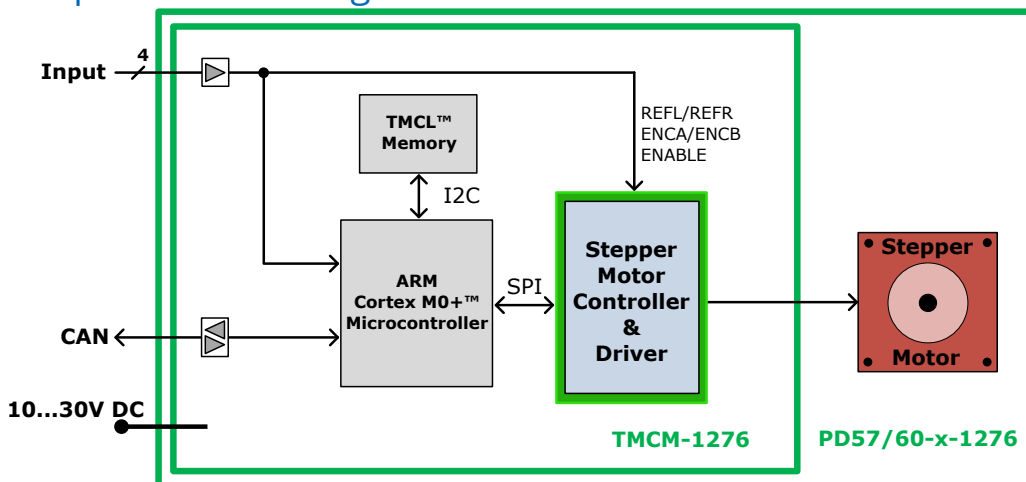 4
Input
TMCL™
Memory
REFL/REFR
ENCA/ENCB
ENABLE
I2C
ARM
Cortex M0+™
Microcontroller
SPI
Stepper
Motor
Controller
&
Driver
Stepper
Motor
CAN
10...30V DC
TMCM-1276
PD57/60-x-1276